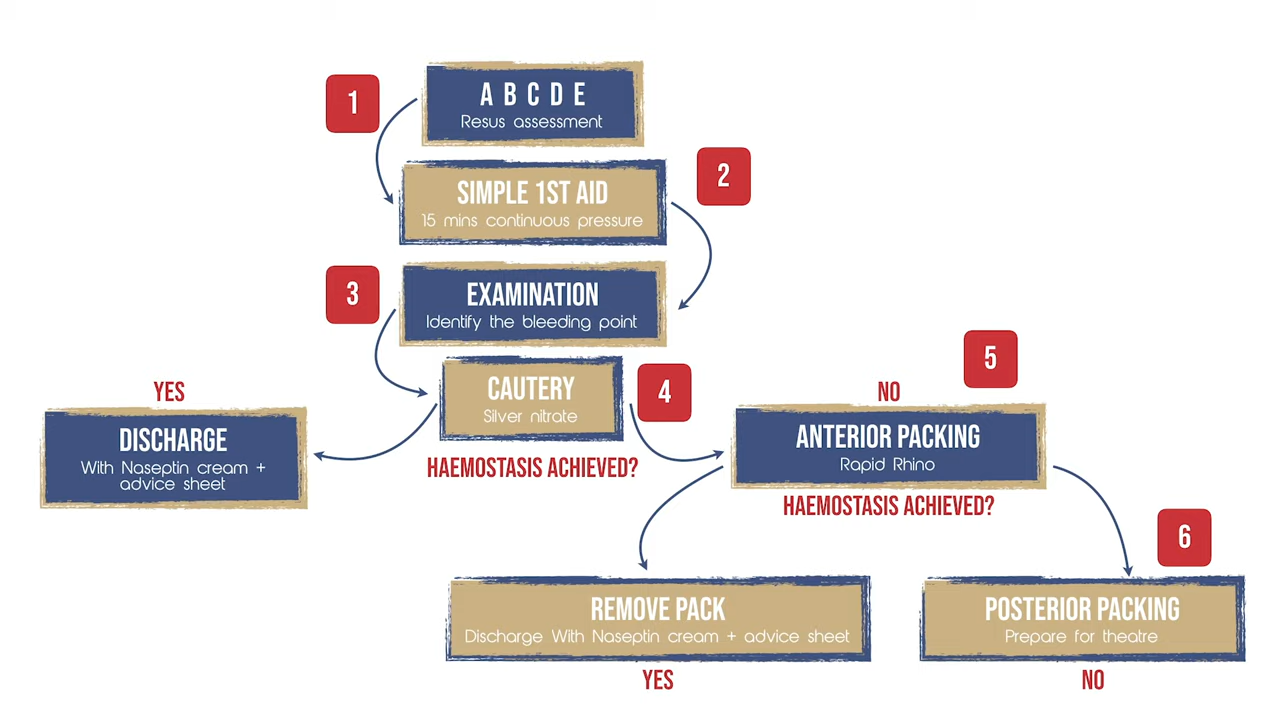 1
A B C D E
Resus assessment
2
SIMPLE 1ST AID
15 mins continuous pressure
3
EXAMINATION
Identify the bleeding point
4
CAUTERY
Silver nitrate
HAEMOSTASIS ACHIEVED?
YES
DISCHARGE
With Naseptin cream +
advice sheet
5
NO
ANTERIOR PACKING
Rapid Rhino
HAEMOSTASIS ACHIEVED?
REMOVE PACK
Discharge With Naseptin cream + advice sheet
YES
6
POSTERIOR PACKING
Prepare for theatre
NO